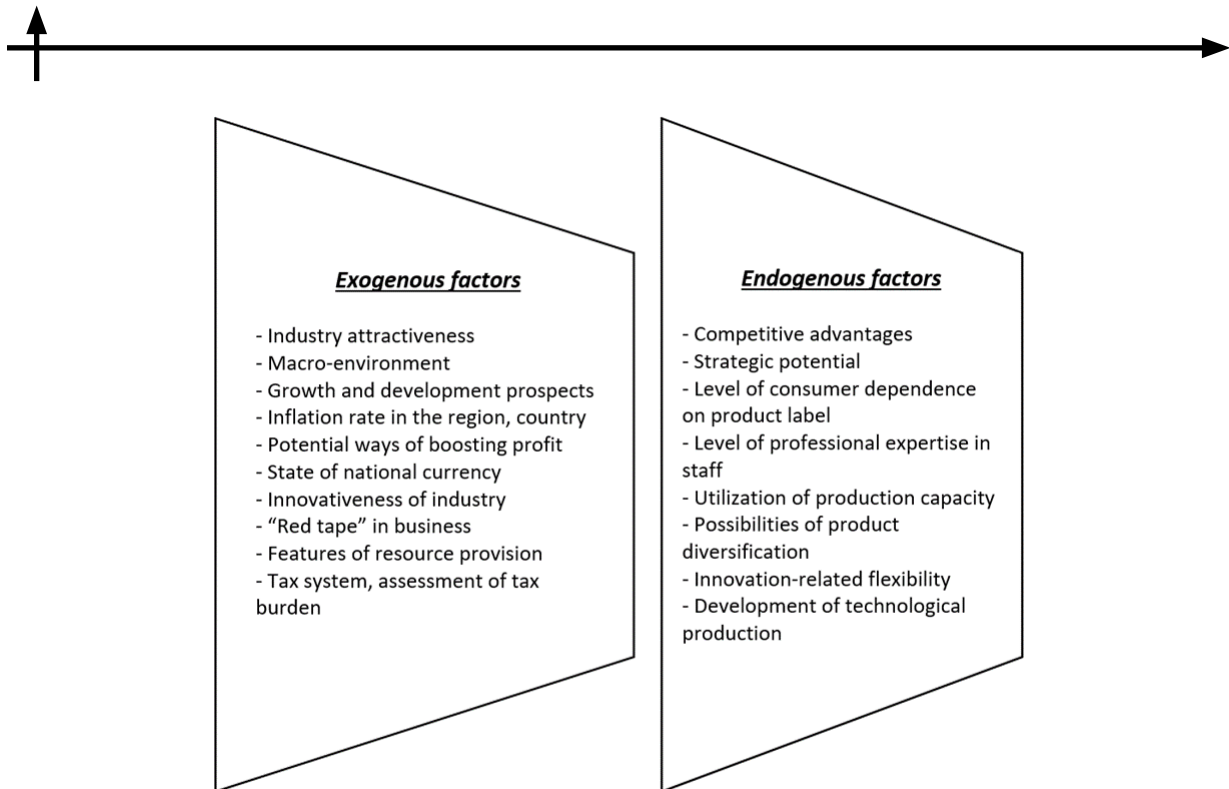 Exogenous factors
- Industry attractiveness
- Macro-environment
- Growth and development prospects
- Inflation rate in the region, country
- Potential ways of boosting profit
- State of national currency
- Innovativeness of industry
- “Red tape” in business
- Features of resource provision
- Tax system, assessment of tax
burden
Endogenous factors
- Competitive advantages
- Strategic potential
- Level of consumer dependence
on product label
- Level of professional expertise in
staff
- Utilization of production capacity
- Possibilities of product
diversification
- Innovation-related flexibility
- Development of technological
production